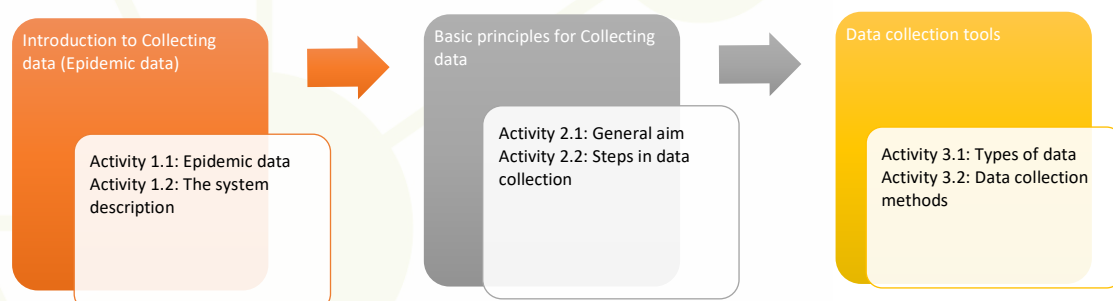 Introduction to Collecting
data (Epidemic data)
Activity 1.1: Epidemic data
Activity 1.2: The system
description
Basic principles for Collecting
data
Activity 2.1: General aim
Activity 2.2: Steps in data
collection
Data collection tools
Activity 3.1: Types of data
Activity 3.2: Data collection
methods